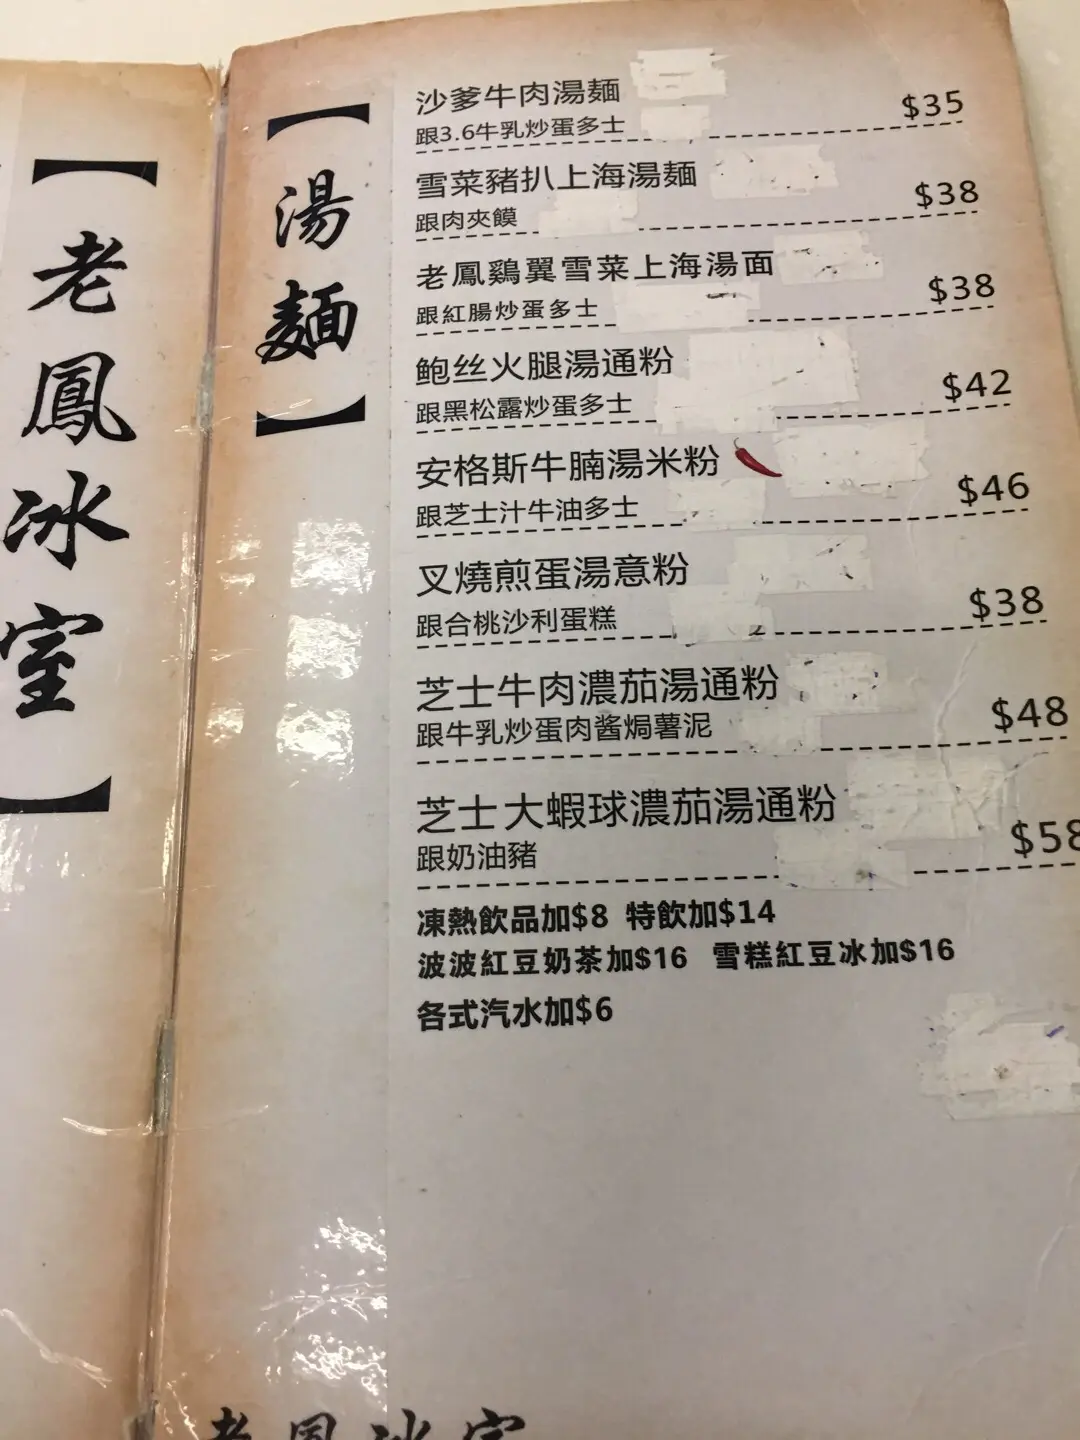 【老鳳冰室】
【湯麵】
沙爹牛肉湯麵 $35
跟3.6牛乳炒蛋多士
雪菜豬扒上海湯麵 $38
跟肉夾饃
老鳳鷄翼雪菜上海湯面 $38
跟紅腸炒蛋多士
鮑丝火腿湯通粉 $42
跟黑松露炒蛋多士
安格斯牛腩湯米粉 $46
跟芝士汁牛油多士
叉燒煎蛋湯意粉 $38
跟合桃沙利蛋糕
芝士牛肉濃茄湯通粉 $48
跟牛乳炒蛋肉酱焗薯泥
芝士大蝦球濃茄湯通粉 $58
跟奶油豬
凍熱飲品加$8 特飲加$14
波波紅豆奶茶加$16 雪糕紅豆冰加$16
各式汽水加$6
老鳳冰室